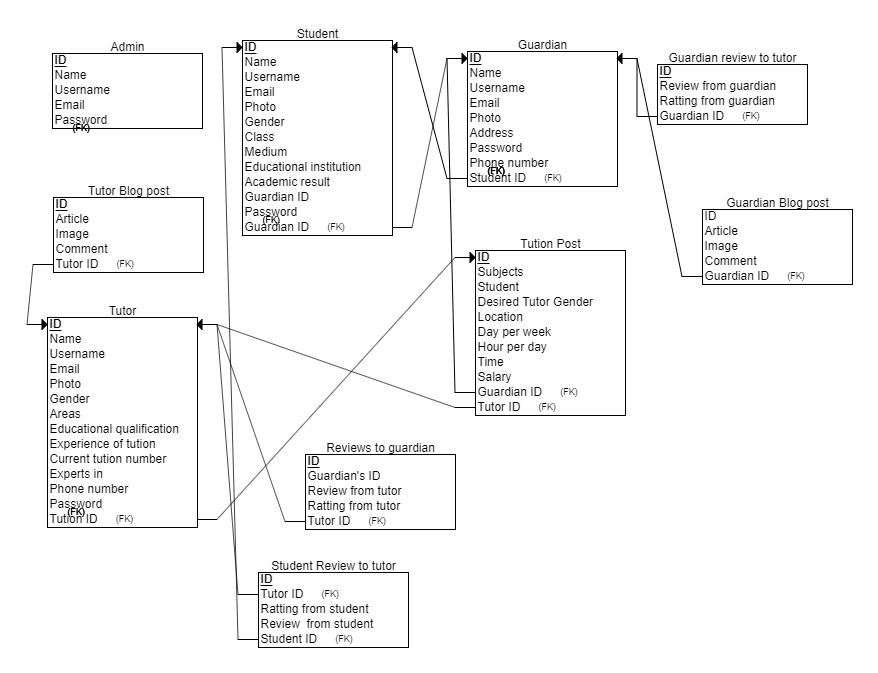 Admin
ID
Name
Username
Email
Password
(FK)
Student
ID
Name
Username
Email
Photo
Gender
Class
Medium
Educational institution
Academic result
Guardian ID
Password
(FK)
Guardian ID (FK)
Guardian
ID
Name
Username
Email
Photo
Address
Password
Phone number
(FK)
Student ID (FK)
Guardian review to tutor
ID
Review from guardian
Ratting from guardian
Guardian ID (FK)
Tutor Blog post
ID
Article
Image
Comment
Tutor ID (FK)
Guardian Blog post
ID
Article
Image
Comment
Guardian ID (FK)
Tution Post
ID
Subjects
Student
Desired Tutor Gender
Location
Day per week
Hour per day
Time
Salary
Guardian ID (FK)
Tutor ID (FK)
Tutor
ID
Name
Username
Email
Photo
Gender
Areas
Educational qualification
Experience of tution
Current tution number
Experts in
Phone number
Password
(FK)
Tution ID (FK)
Reviews to guardian
ID
Guardian's ID
Review from tutor
Ratting from tutor
Tutor ID (FK)
Student Review to tutor
ID
Tutor ID (FK)
Ratting from student
Review from student
Student ID (FK)